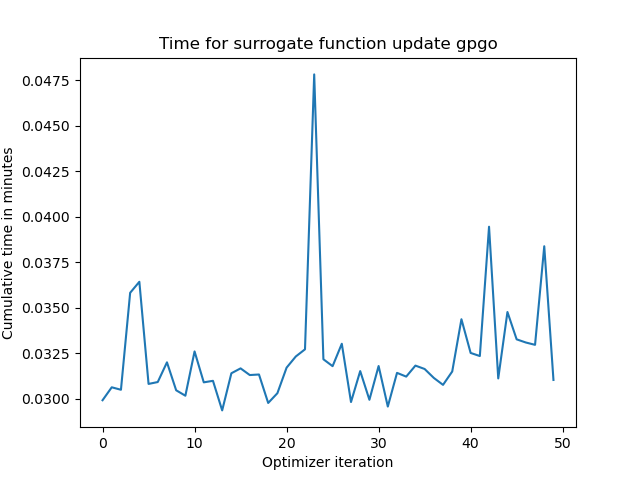 Time for surrogate function update gpgo
Cumulative time in minutes
0.0475
0.0450
0.0425
0.0400
0.0375
0.0350
0.0325
0.0300
0 10 20 30 40 50
Optimizer iteration